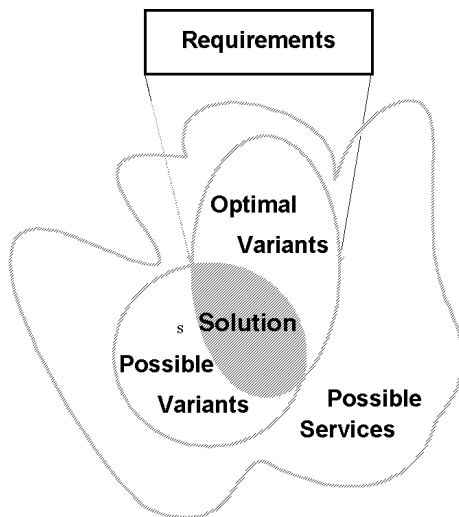 Requirements
Optimal
Variants
s Solution
Possible
Variants
Possible
Services